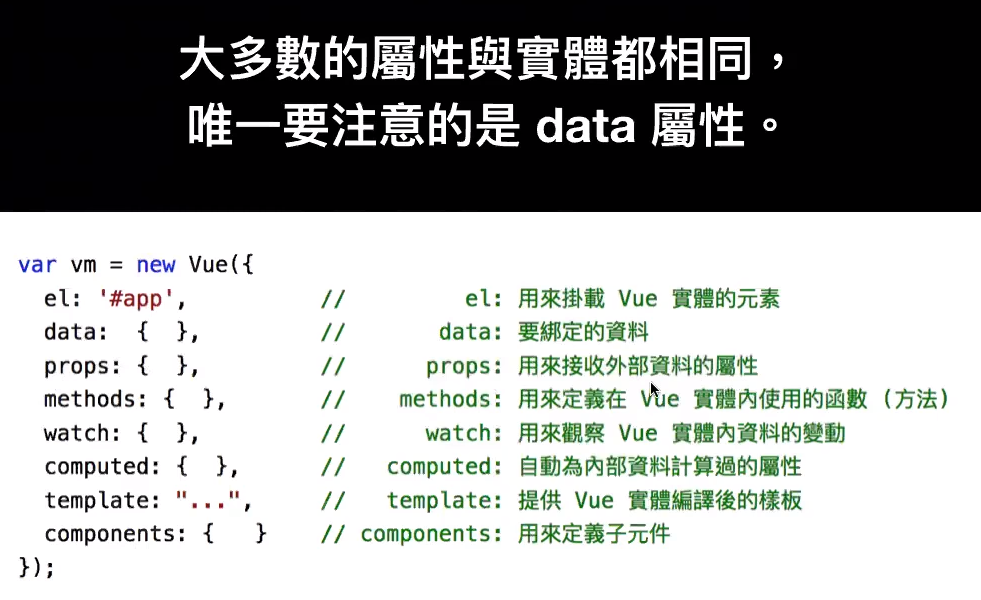 大多數的屬性與實體都相同，
唯一要注意的是 data 屬性。
var vm = new Vue({
  el: '#app',          //         el: 用來掛載 Vue 實體的元素
  data:  {  },         //       data: 要綁定的資料
  props: {  },         //      props: 用來接收外部資料的屬性
  methods: {  },       //    methods: 用來定義在 Vue 實體內使用的函數 (方法)
  watch: {  },         //      watch: 用來觀察 Vue 實體內資料的變動
  computed: {  },      //   computed: 自動為內部資料計算過的屬性
  template: "...",     //   template: 提供 Vue 實體編譯後的樣板
  components: {   }    // components: 用來定義子元件
});